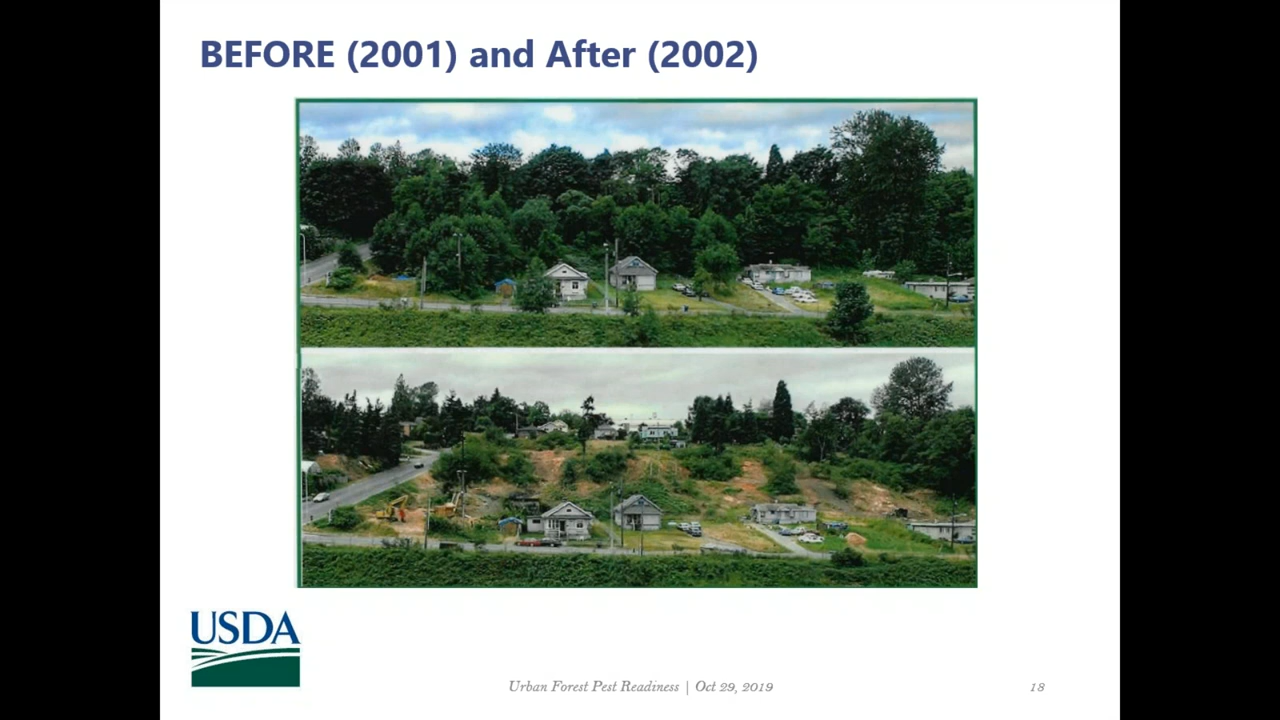 BEFORE (2001) and After (2002)
USDA
Urban Forest Pest Readiness | Oct 29, 2019
18